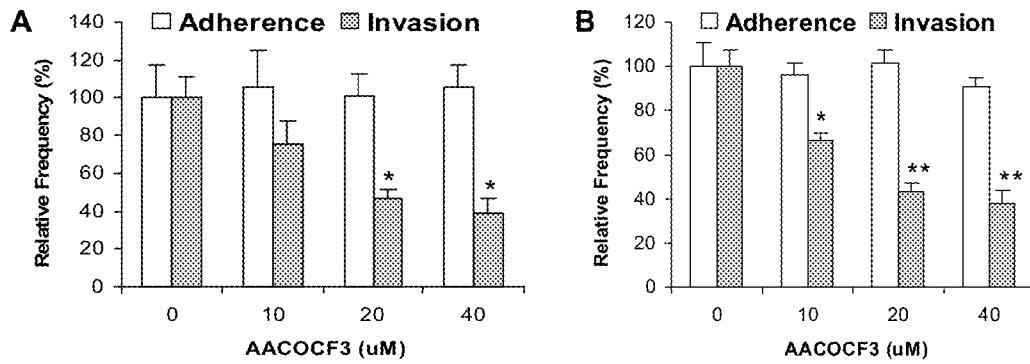 A
Adherence Invasion
Relative Frequency (%)
140
120
100
80
60
40
20
0
* *
0 10 20 40
AACOCF3 (uM)
B
Adherence Invasion
Relative Frequency (%)
120
100
80
60
40
20
0
* ** **
0 10 20 40
AACOCF3 (uM)